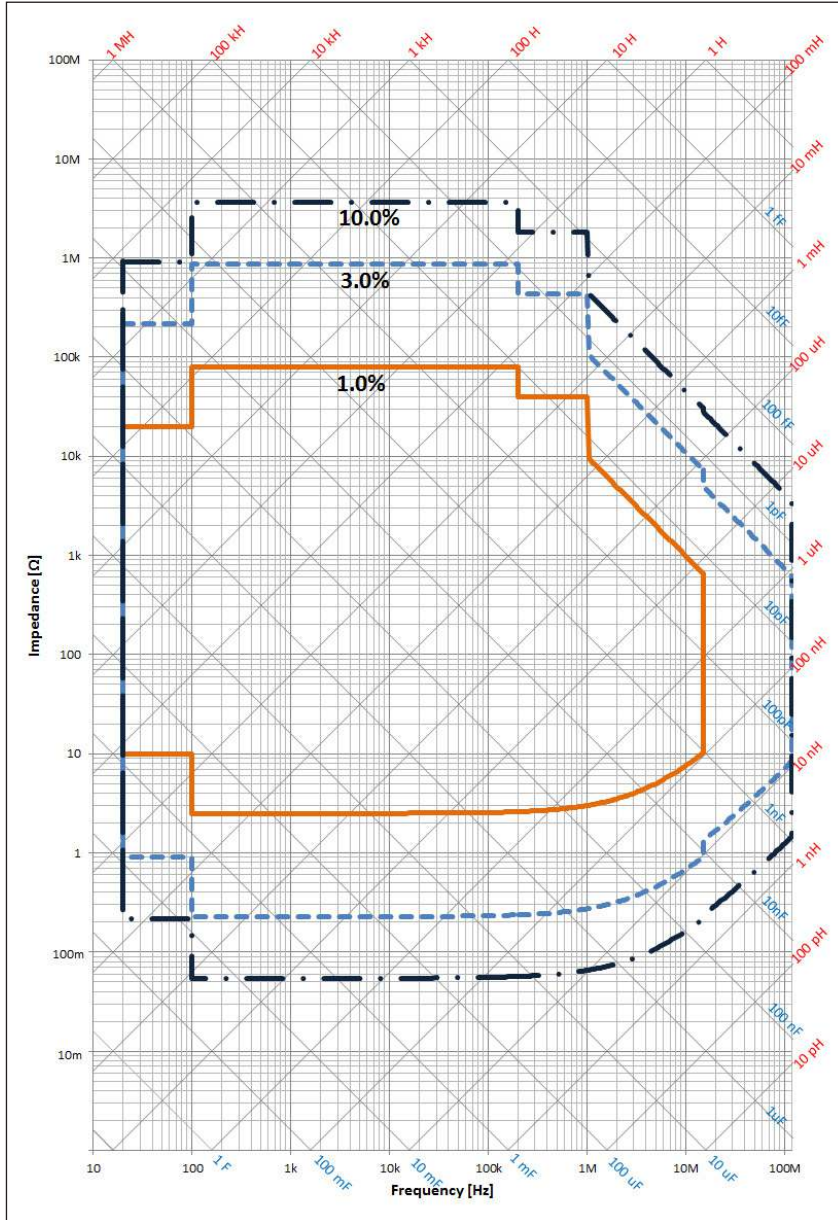 1 MH
100 kH
10 kH
1 kH
100 H
10 H
1 H
100 mH
100M
10M
10 mH
1 fF
10.0%
1M
3.0%
1 mH
10fF
100k
1.0%
100 uH
100 fF
10k
10 uH
1pF
1k
1 uH
Impedance [Ω]
10pF
100
100 nH
100pF
10
10 nH
1nF
1
1 nH
10nF
100m
100 pH
100 nF
10m
10 pH
1uF
10
100
1 F
1k
100 mF
10k
10 mF
100k
1 mF
1M
100 uF
10M
10 uF
100M
Frequency [Hz]